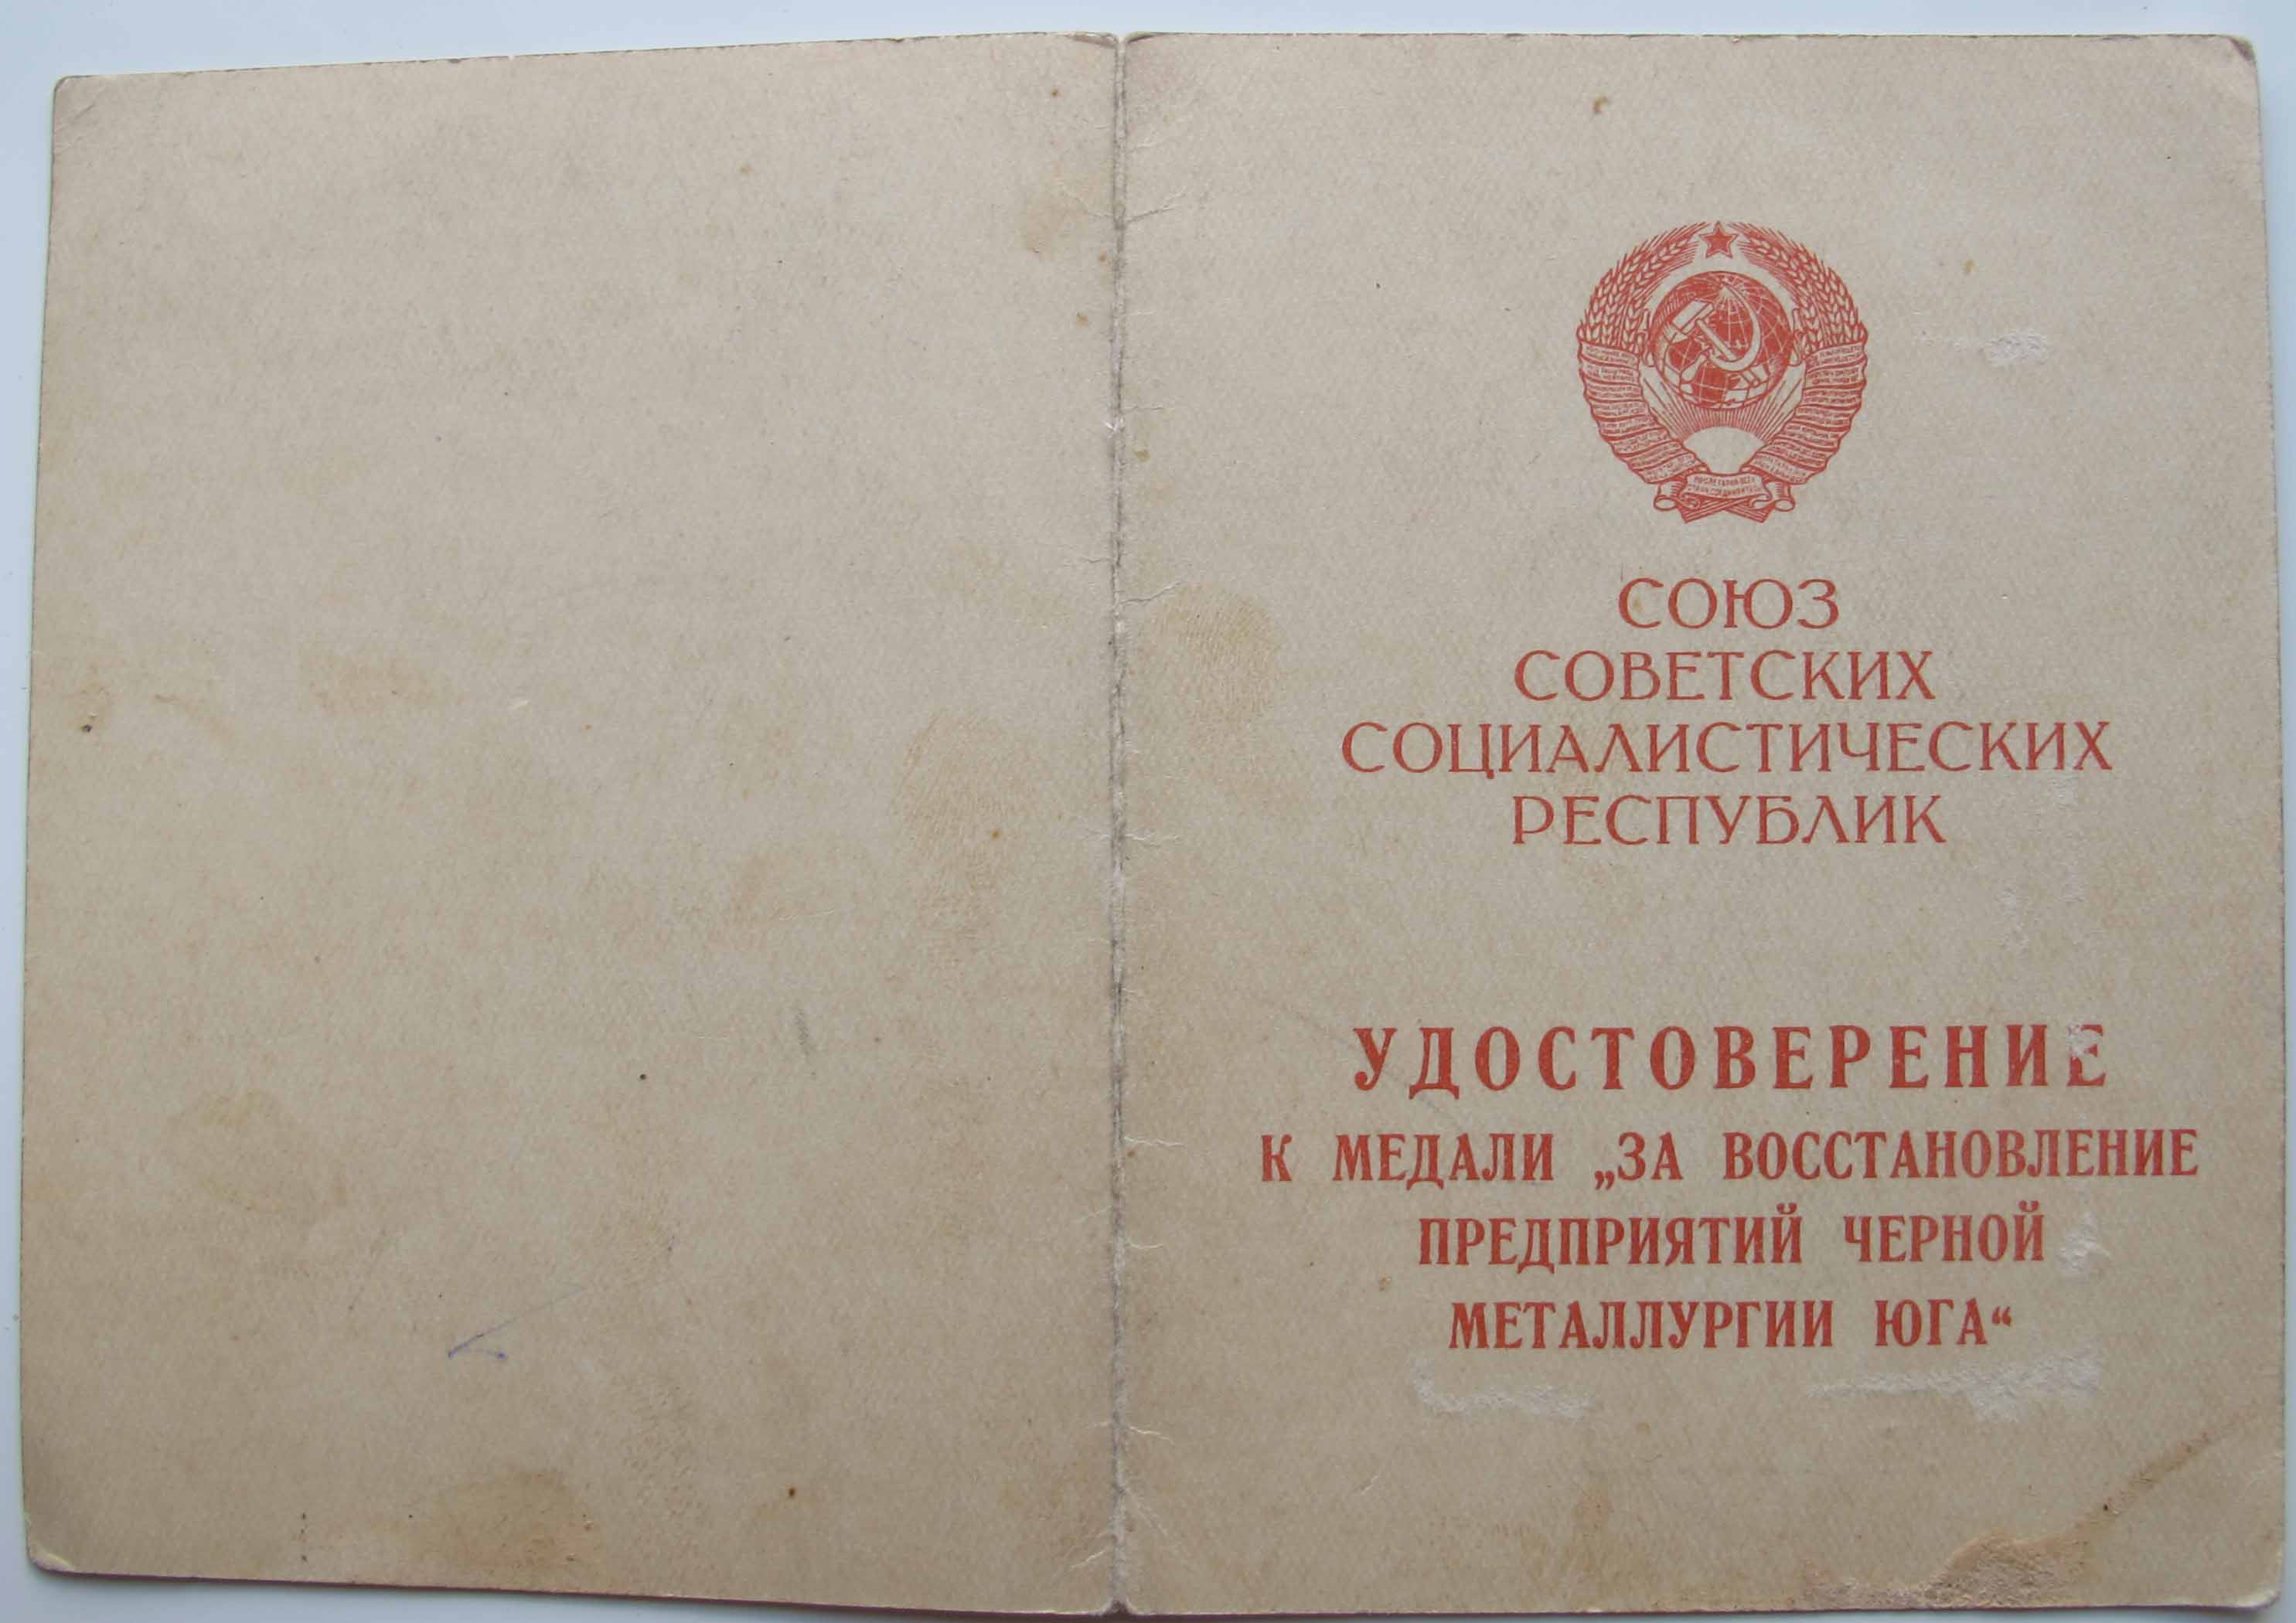 СОЮЗ
СОВЕТСКИХ
СОЦИАЛИСТИЧЕСКИХ
РЕСПУБЛИК
УДОСТОВЕРЕНИЕ
К МЕДАЛИ „ЗА ВОССТАНОВЛЕНИЕ
ПРЕДПРИЯТИЙ ЧЕРНОЙ
МЕТАЛЛУРГИИ ЮГА“